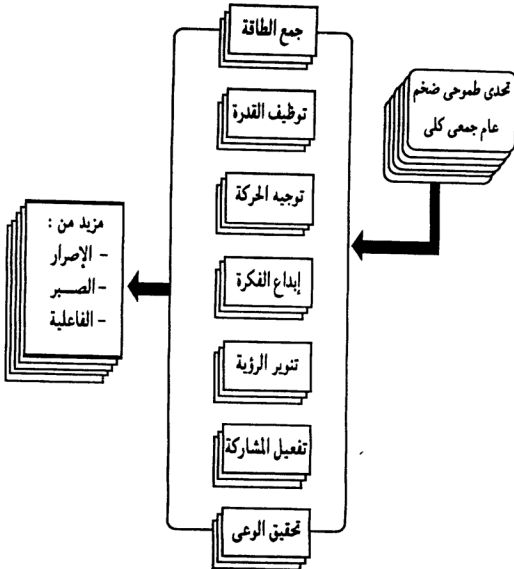 تحدى طموحى ضخم
عام جمعى كلى
جمع الطاقة
توظيف القدرة
توجيه الحركة
إبداع الفكرة
تنوير الرؤية
تفعيل المشاركة
تحقيق الوعى
مزيد من :
- الإصرار
- الصـــبر
- الفاعلية